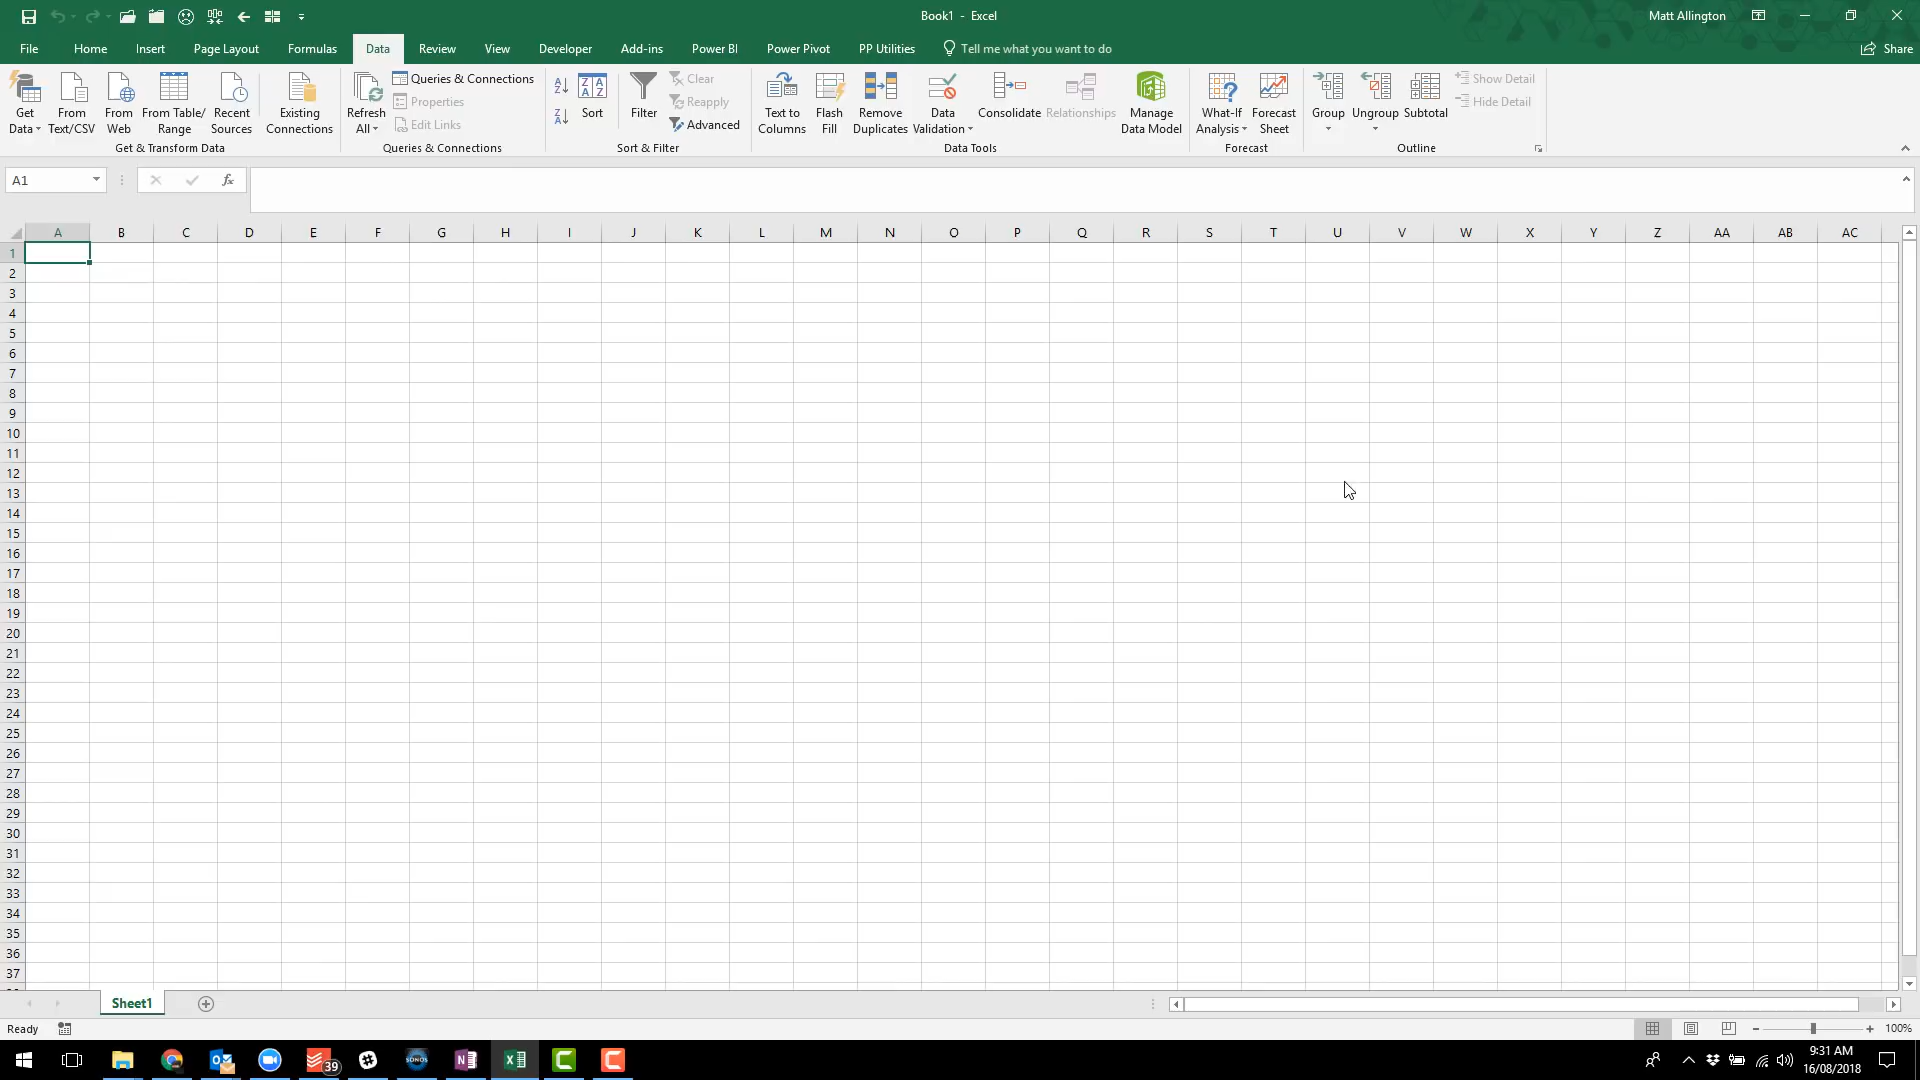 Book1 - Excel
Matt Allington
File Home Insert Page Layout Formulas Data Review View Developer Add-ins Power BI Power Pivot PP Utilities Tell me what you want to do Share
Get Data
From Text/CSV
From Web
From Table/ Range
Recent Sources
Existing Connections
Get & Transform Data
Refresh All
Queries & Connections
Properties
Edit Links
Queries & Connections
Sort
Filter
Clear
Reapply
Advanced
Sort & Filter
Text to Columns
Flash Fill
Remove Duplicates
Data Validation
Consolidate
Relationships
Manage Data Model
Data Tools
What-If Analysis
Forecast Sheet
Forecast
Group
Ungroup
Subtotal
Show Detail
Hide Detail
Outline
A1
fx
A B C D E F G H I J K L M N O P Q R S T U V W X Y Z AA AB AC
1
2
3
4
5
6
7
8
9
10
11
12
13
14
15
16
17
18
19
20
21
22
23
24
25
26
27
28
29
30
31
32
33
34
35
36
37
Sheet1
Ready
100%
39
SONOS
9:31 AM
16/08/2018